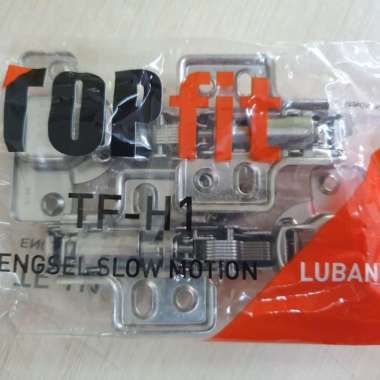 TOPfit
TF-H1
ENGSEL SLOW MOTION
LUBAN